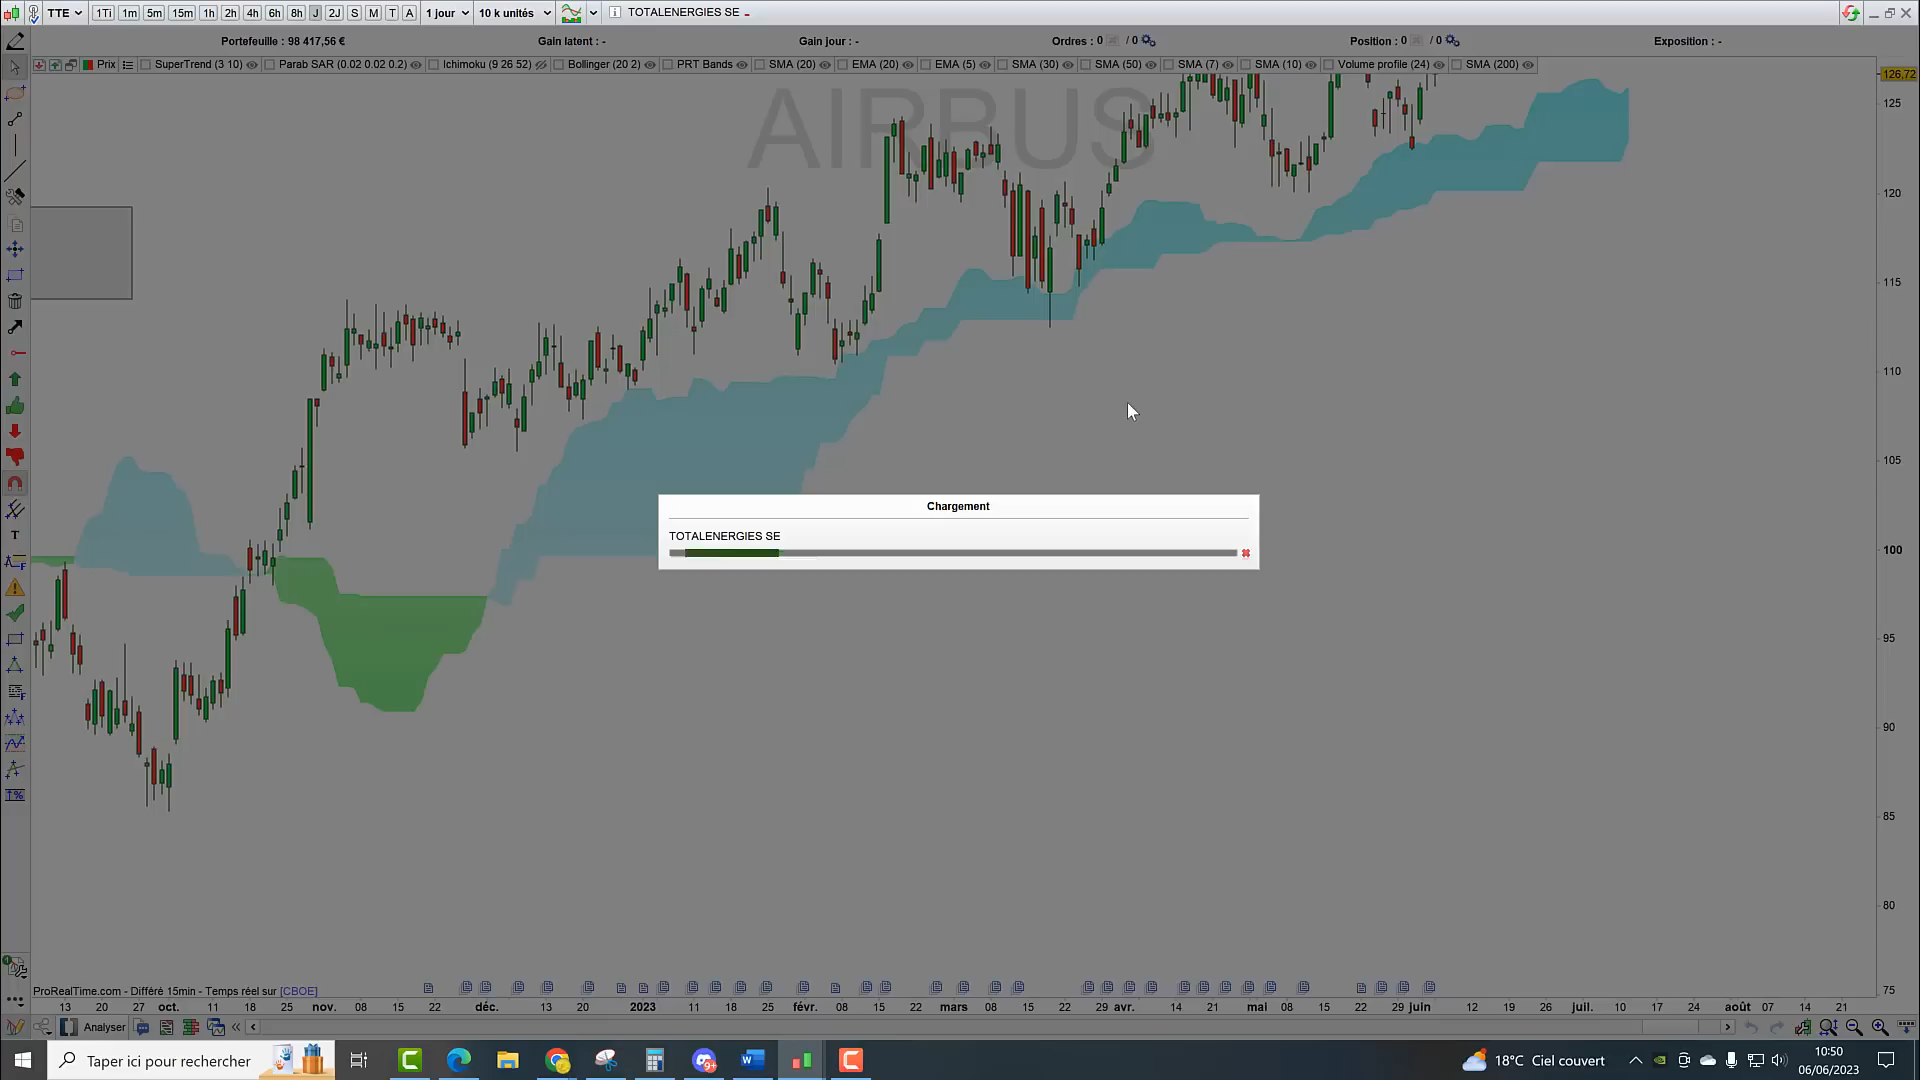 TTE 1Ti 1m 5m 15m 1h 2h 4h 6h 8h J 2J S M T A 1 jour 10 k unités TOTALENERGIES SE
Portefeuille : 98 417,56 € Gain latent : - Gain jour : - Ordres : 0 / 0 Position : 0 / 0 Exposition : -
Prix SuperTrend (3 10) Parab SAR (0.02 0.02 0.2) Ichimoku (9 26 52) Bollinger (20 2) PRT Bands SMA (20) EMA (20) EMA (5) SMA (30) SMA (50) SMA (7) SMA (10) Volume profile (24) SMA (200)
126,72
AIRBUS
125
120
115
110
105
Chargement
TOTALENERGIES SE
100
95
90
85
80
75
ProRealTime.com - Différé 15min - Temps réel sur [CBOE]
13 20 27 oct. 11 18 25 nov. 08 15 22 déc. 13 20 2023 11 18 23 févr. 08 15 22 mars 08 15 22 29 avr. 18 mai 08 15 22 29 juin 12 19 26 juil. 10 17 24 août 07 14 21
Analyser
Taper ici pour rechercher
18°C Ciel couvert
10:50
06/06/2023